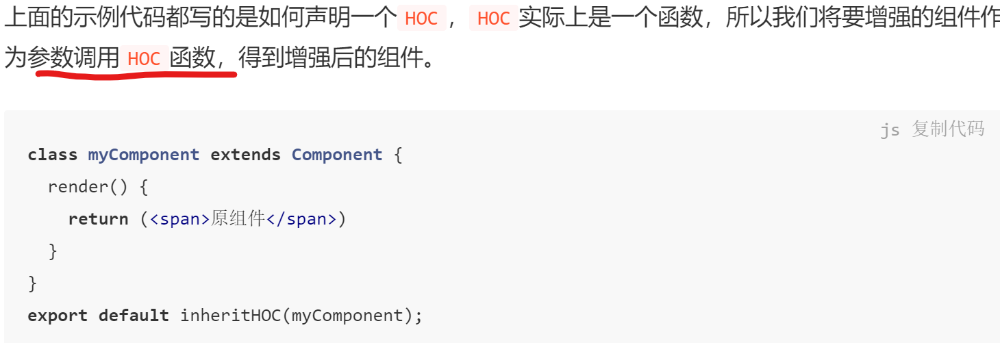 上面的示例代码都写的是如何声明一个 HOC ， HOC 实际上是一个函数，所以我们将要增强的组件作
为参数调用 HOC 函数，得到增强后的组件。
js 复制代码
class myComponent extends Component {
  render() {
    return (<span>原组件</span>)
  }
}
export default inheritHOC(myComponent);